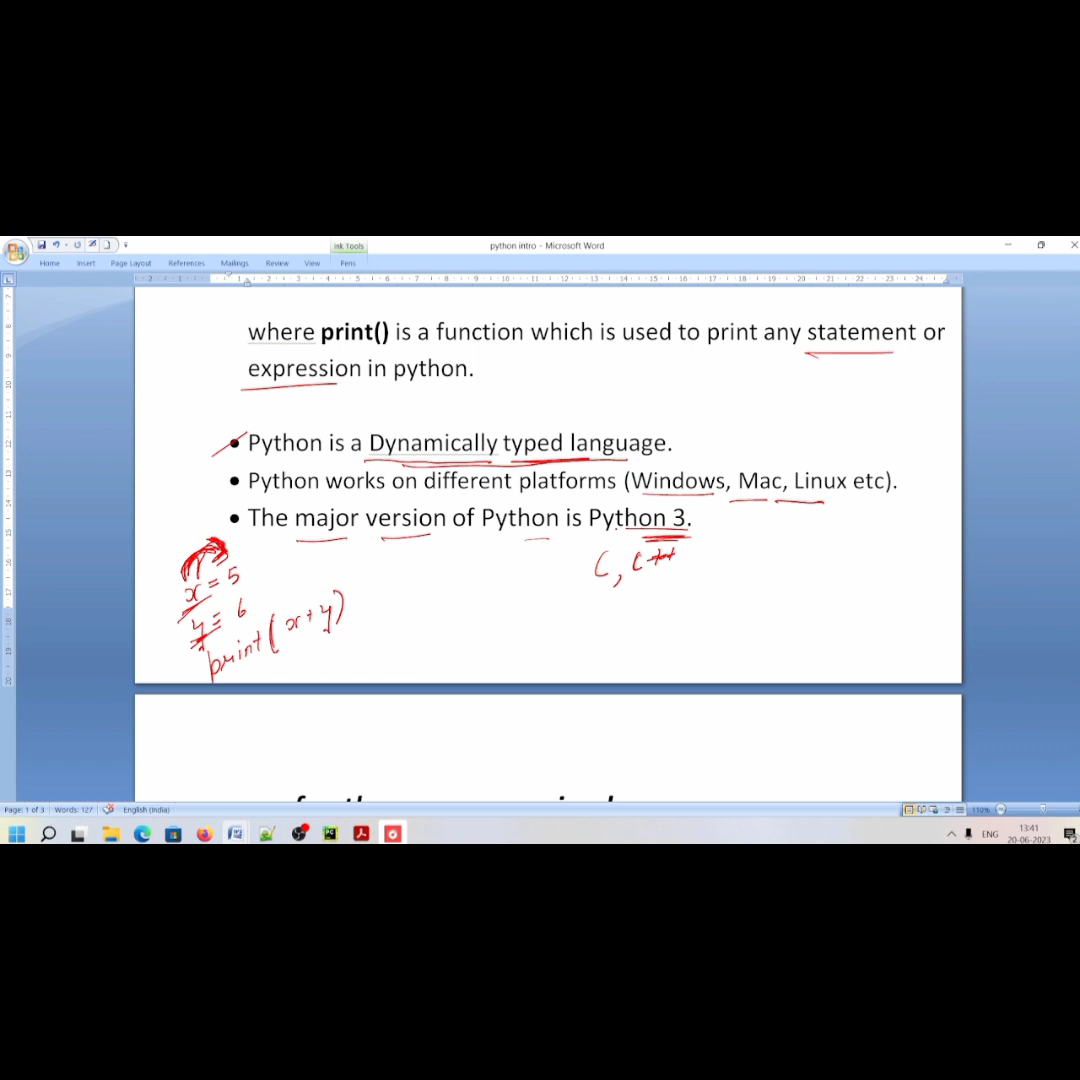 python intro - Microsoft Word
Ink Tools
Home Insert Page Layout References Mailings Review View Pens
where print() is a function which is used to print any statement or
expression in python.
• Python is a Dynamically typed language.
• Python works on different platforms (Windows, Mac, Linux etc).
• The major version of Python is Python 3.
C, C++
x = 5
y = 6
print(x+y)
Page: 1 of 3 Words: 127 English (India) 110%
ENG
13:41
20-06-2023